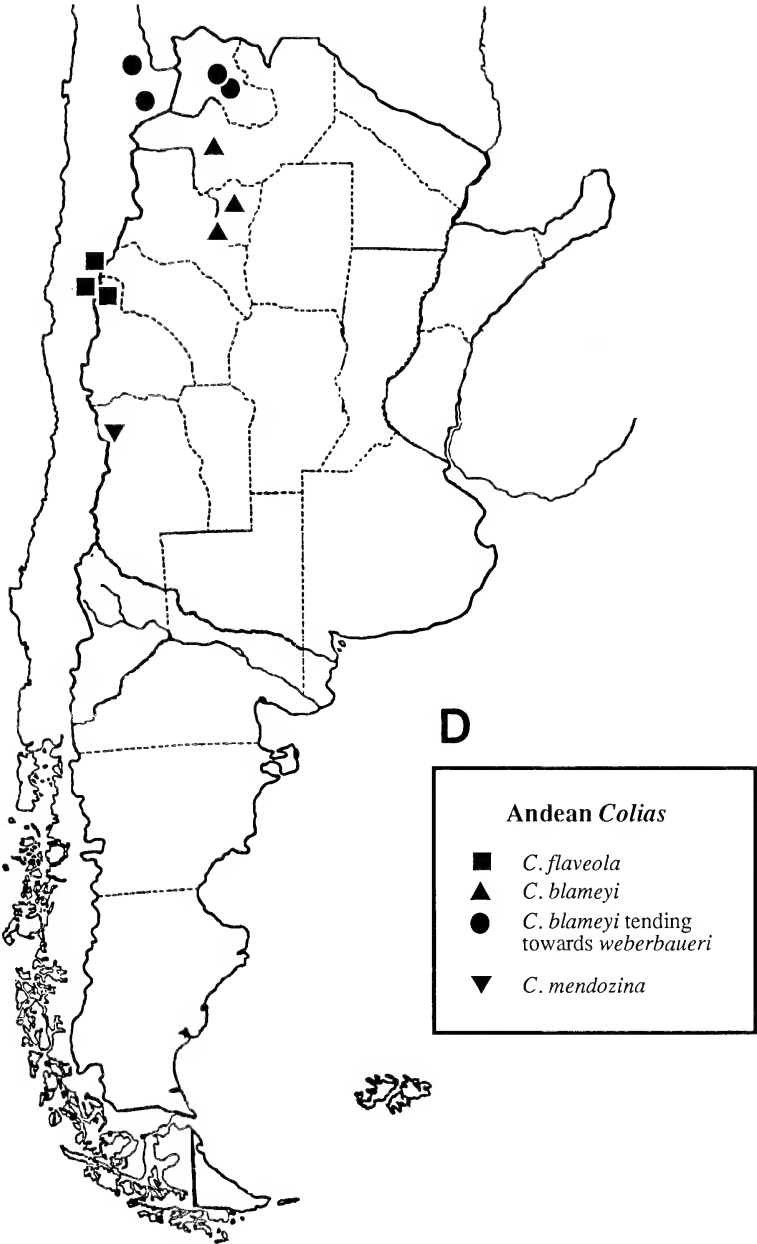 D
Andean Colias
C. flaveola
C. blameyi
C. blameyi tending
towards weberbaueri
C. mendozina